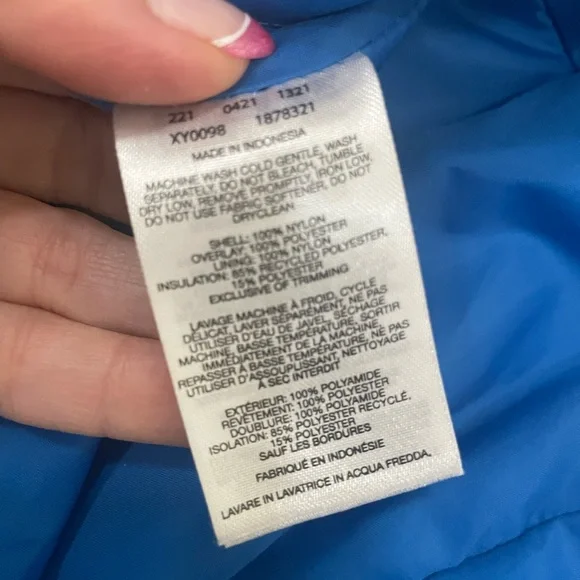 221 0421 1321
XY0098 1878321
MADE IN INDONESIA
MACHINE WASH COLD GENTLE, WASH
SEPARATELY, DO NOT BLEACH, TUMBLE
DRY LOW, REMOVE PROMPTLY, IRON LOW,
DO NOT USE FABRIC SOFTENER, DO NOT
DRYCLEAN
SHELL: 100% NYLON
OVERLAY: 100% POLYESTER
LINING: 100% NYLON
INSULATION: 85% RECYCLED POLYESTER,
15% POLYESTER
EXCLUSIVE OF TRIMMING
LAVAGE MACHINE À FROID, CYCLE
DÉLICAT, LAVER SÉPARÉMENT, NE PAS
UTILISER D'EAU DE JAVEL, SÉCHAGE
MACHINE, BASSE TEMPÉRATURE, SORTIR
IMMÉDIATEMENT DE LA MACHINE,
REPASSER À BASSE TEMPÉRATURE, NE PAS
UTILISER D'ASSOUPLISSANT, NETTOYAGE
À SEC INTERDIT
EXTÉRIEUR: 100% POLYAMIDE
REVÊTEMENT: 100% POLYESTER
DOUBLURE: 100% POLYAMIDE
ISOLATION: 85% POLYESTER RECYCLÉ,
15% POLYESTER
SAUF LES BORDURES
FABRIQUÉ EN INDONÉSIE
LAVARE IN LAVATRICE IN ACQUA FREDDA,